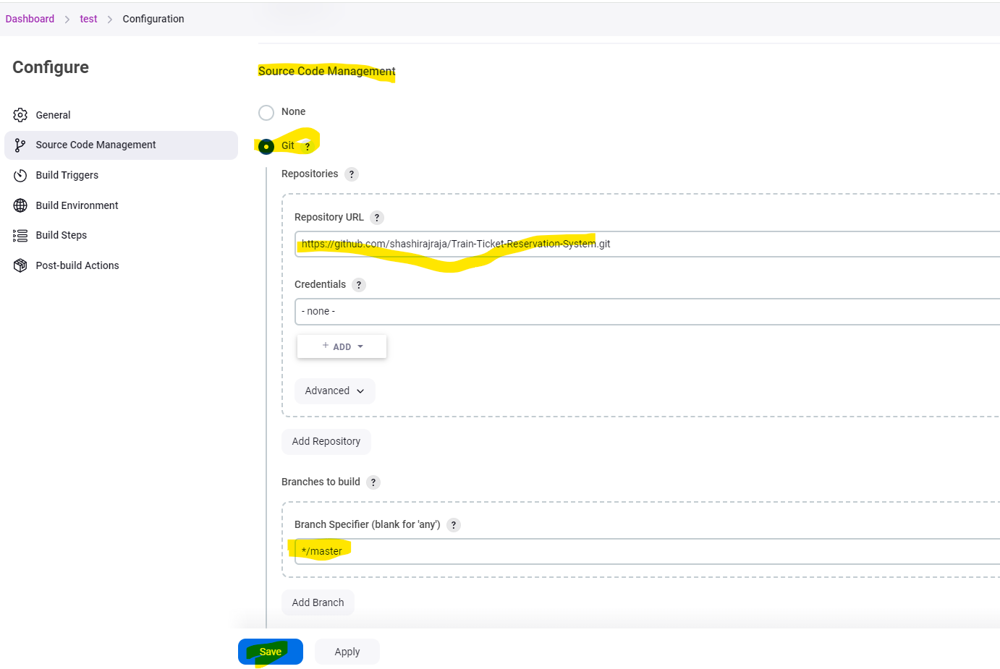 Dashboard > test > Configuration
Configure
General
Source Code Management
Build Triggers
Build Environment
Build Steps
Post-build Actions
Source Code Management
None
Git ?
Repositories ?
Repository URL ?
https://github.com/shashirajraja/Train-Ticket-Reservation-System.git
Credentials ?
- none -
+ ADD
Advanced
Add Repository
Branches to build ?
Branch Specifier (blank for 'any') ?
*/master
Add Branch
Save
Apply